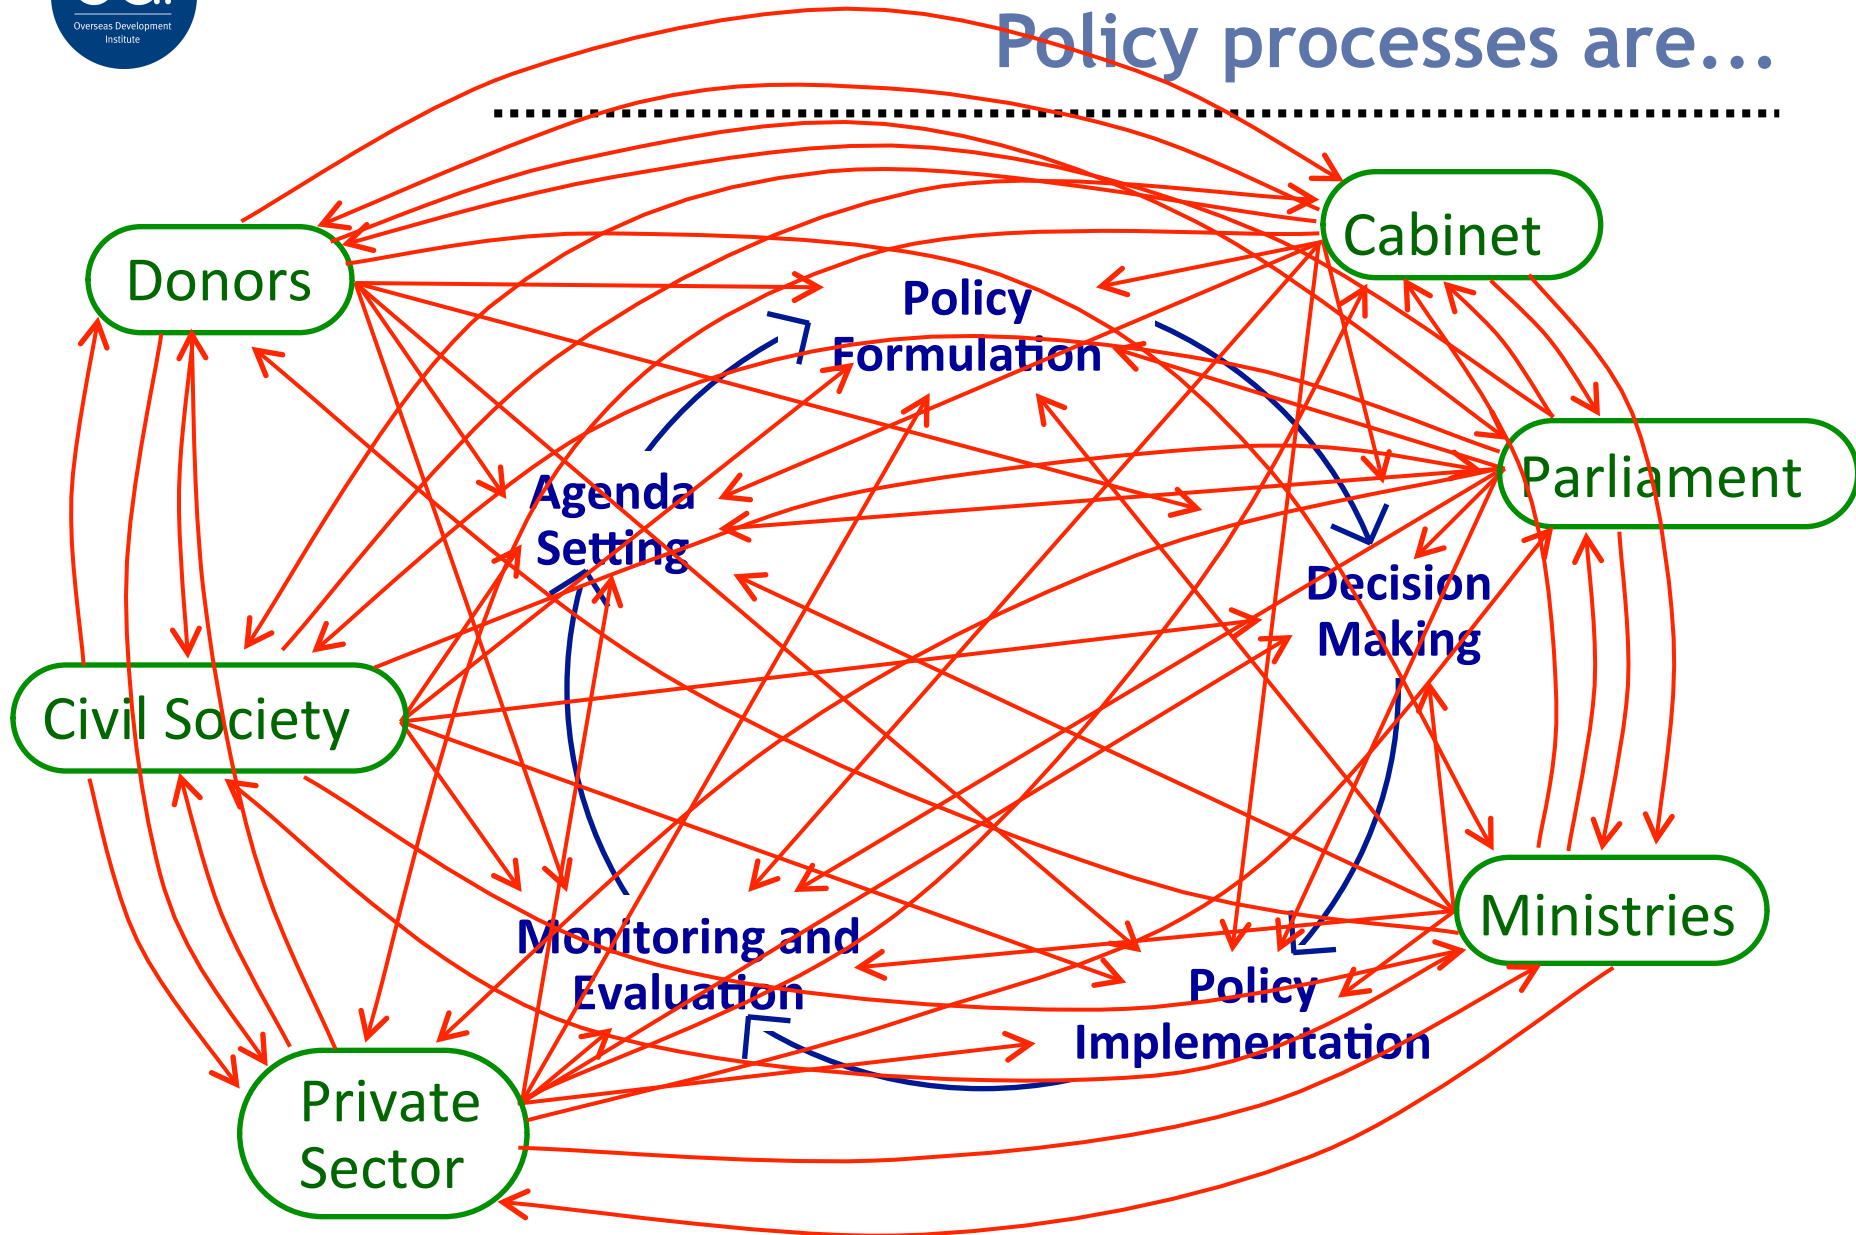 Overseas Development
Institute
Policy processes are...
Cabinet
Donors
Policy
Formulation
Parliament
Agenda
Setting
Decision
Making
Civil Society
Ministries
Monitoring and
Evaluation
Policy
Implementation
Private
Sector